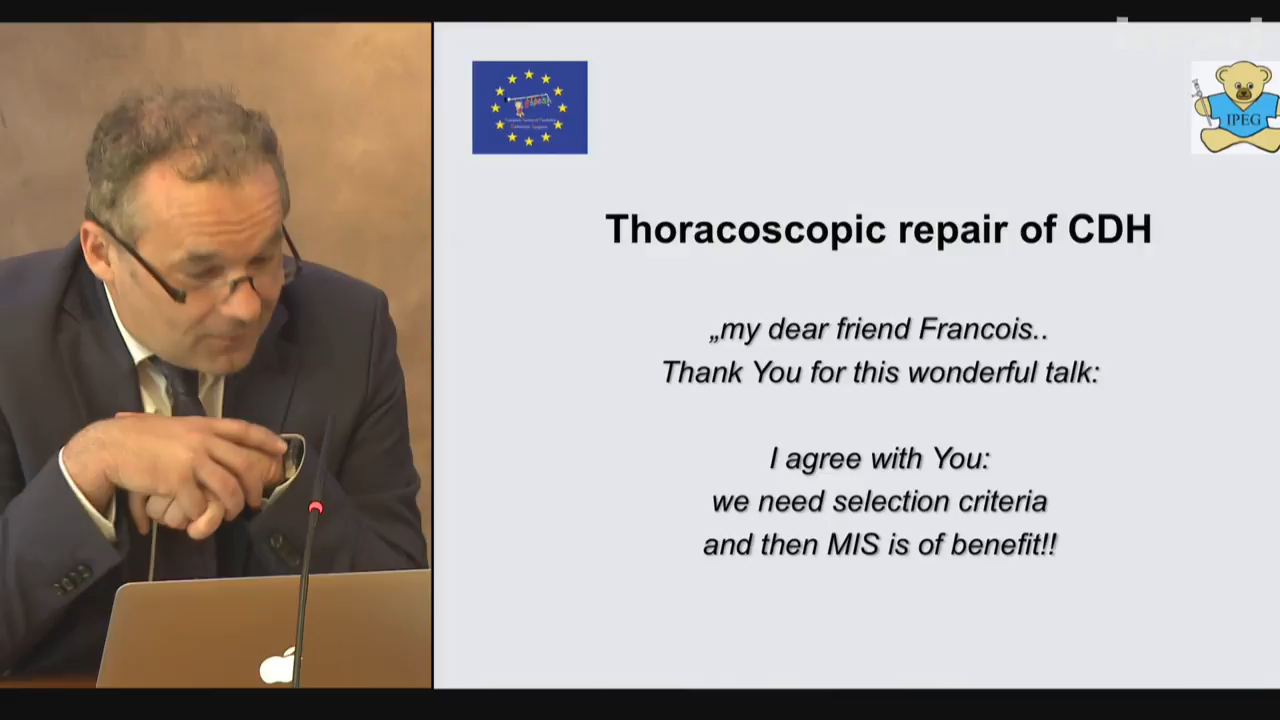 IPEG
Thoracoscopic repair of CDH
„my dear friend Francois..
Thank You for this wonderful talk:
I agree with You:
we need selection criteria
and then MIS is of benefit!!